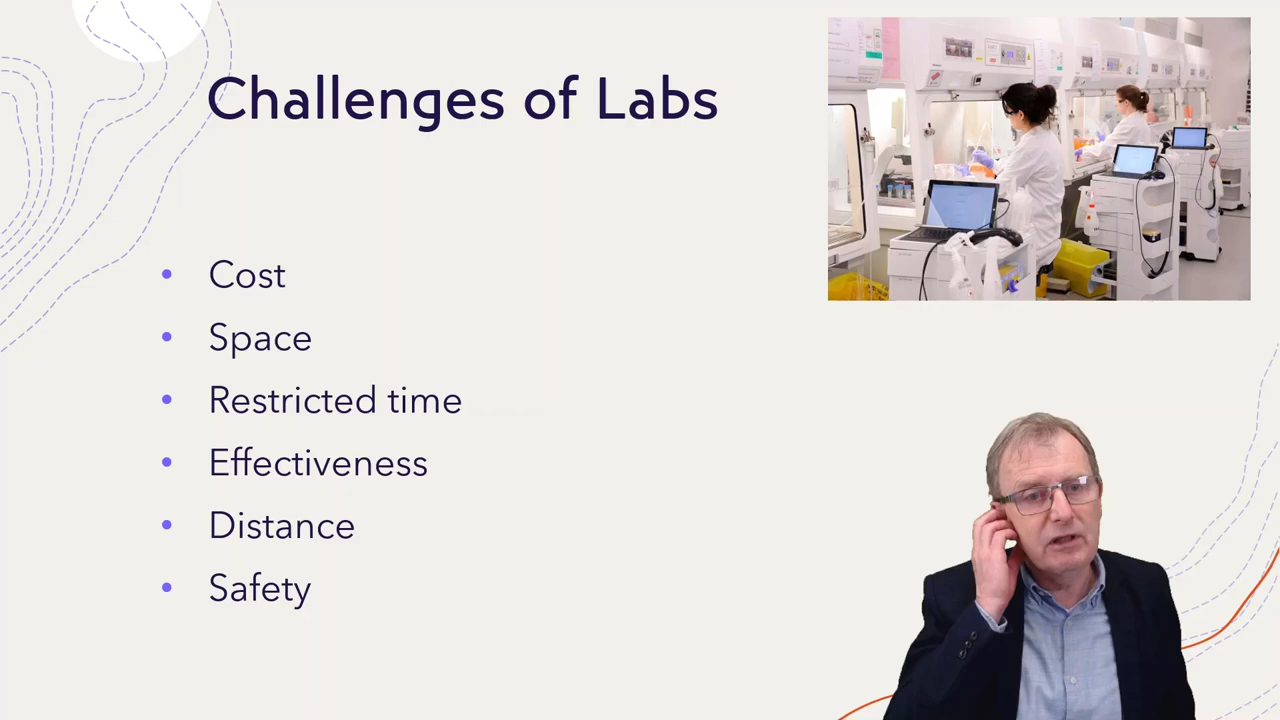 Challenges of Labs
Cost
Space
Restricted time
Effectiveness
Distance
Safety